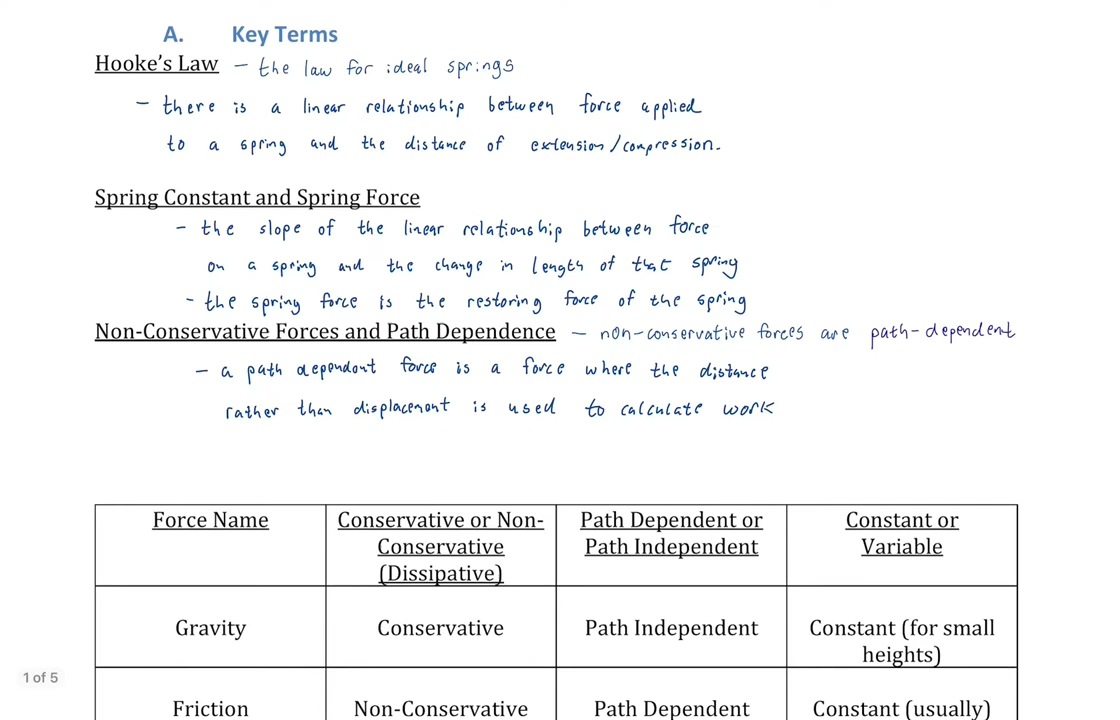 A. Key Terms
Hooke's Law – the law for ideal springs
– there is a linear relationship between force applied
to a spring and the distance of extension/compression.
Spring Constant and Spring Force
– the slope of the linear relationship between force
on a spring and the change in length of that spring
– the spring force is the restoring force of the spring
Non-Conservative Forces and Path Dependence – non-conservative forces are path-dependent
– a path dependent force is a force where the distance
rather than displacement is used to calculate work
Force Name
Conservative or Non-
Conservative
(Dissipative)
Path Dependent or
Path Independent
Constant or
Variable
Gravity
Conservative
Path Independent
Constant (for small
heights)
Friction
Non-Conservative
Path Dependent
Constant (usually)
1 of 5